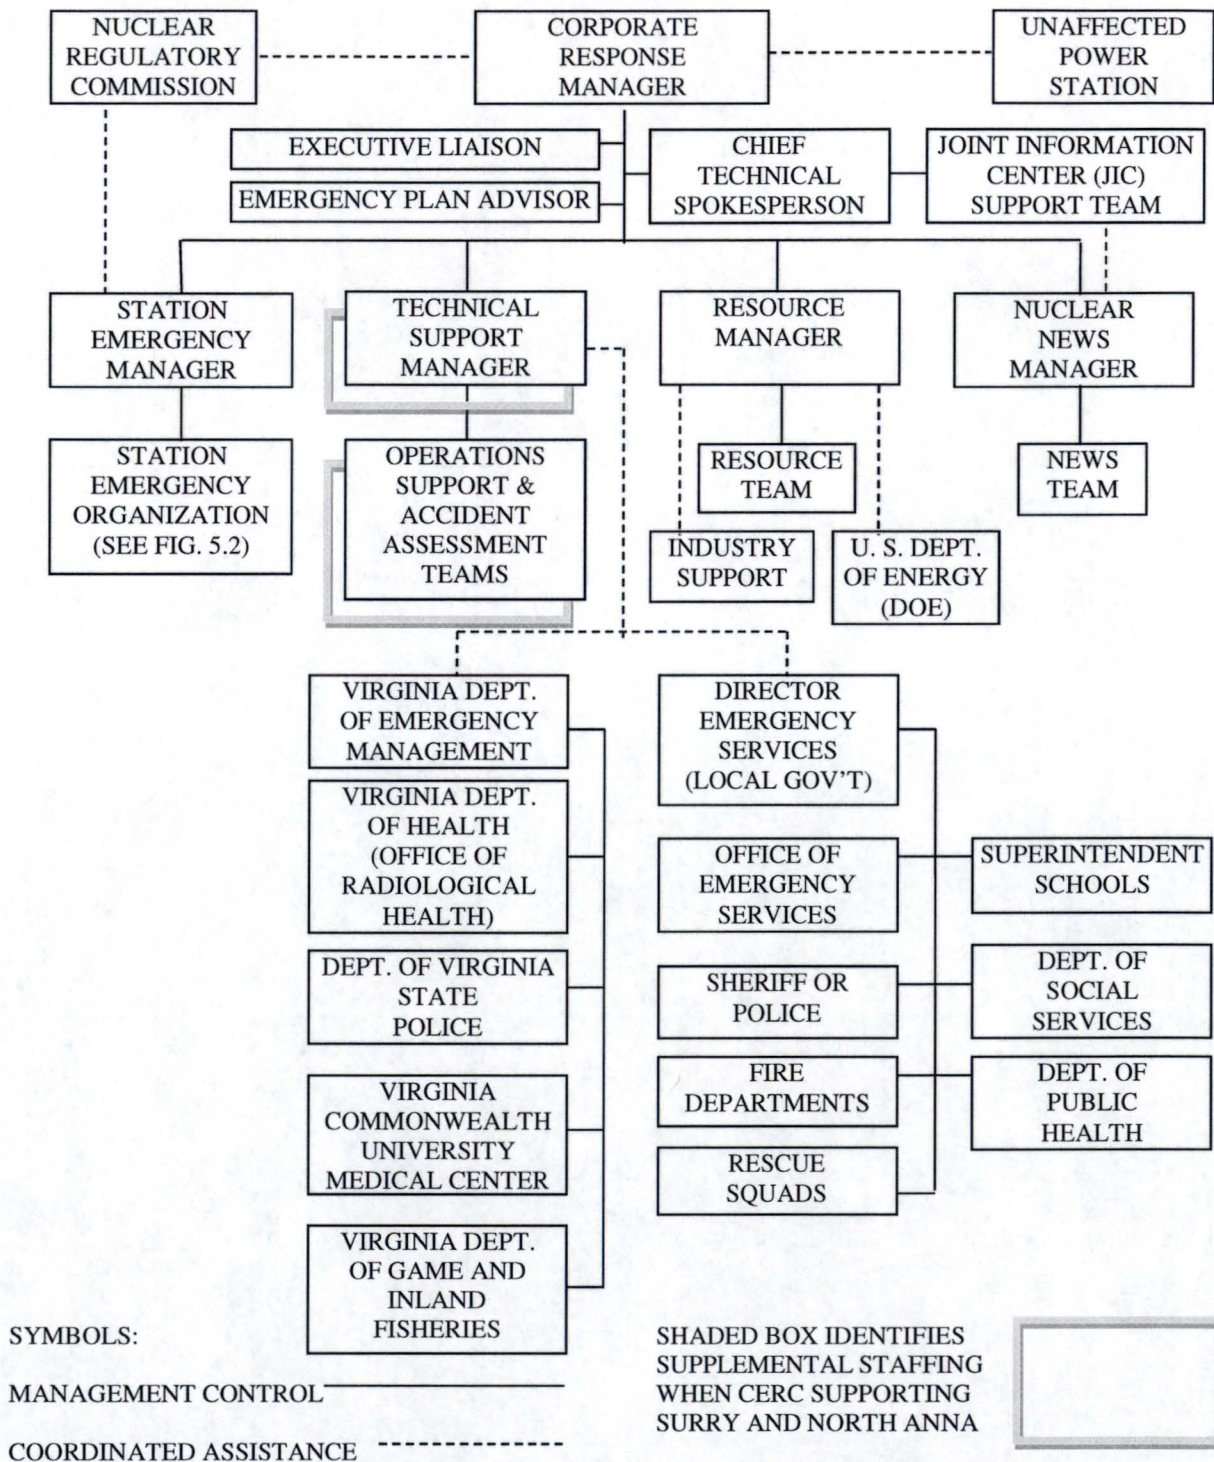 NUCLEAR
REGULATORY
COMMISSION
CORPORATE
RESPONSE
MANAGER
UNAFFECTED
POWER
STATION
EXECUTIVE LIAISON
EMERGENCY PLAN ADVISOR
CHIEF
TECHNICAL
SPOKESPERSON
JOINT INFORMATION
CENTER (JIC)
SUPPORT TEAM
STATION
EMERGENCY
MANAGER
TECHNICAL
SUPPORT
MANAGER
RESOURCE
MANAGER
NUCLEAR
NEWS
MANAGER
STATION
EMERGENCY
ORGANIZATION
(SEE FIG. 5.2)
OPERATIONS
SUPPORT &
ACCIDENT
ASSESSMENT
TEAMS
RESOURCE
TEAM
NEWS
TEAM
INDUSTRY
SUPPORT
U. S. DEPT.
OF ENERGY
(DOE)
VIRGINIA DEPT.
OF EMERGENCY
MANAGEMENT
VIRGINIA DEPT.
OF HEALTH
(OFFICE OF
RADIOLOGICAL
HEALTH)
DEPT. OF VIRGINIA
STATE
POLICE
VIRGINIA
COMMONWEALTH
UNIVERSITY
MEDICAL CENTER
VIRGINIA DEPT.
OF GAME AND
INLAND
FISHERIES
DIRECTOR
EMERGENCY
SERVICES
(LOCAL GOV'T)
OFFICE OF
EMERGENCY
SERVICES
SUPERINTENDENT
SCHOOLS
SHERIFF OR
POLICE
DEPT. OF
SOCIAL
SERVICES
FIRE
DEPARTMENTS
DEPT. OF
PUBLIC
HEALTH
RESCUE
SQUADS
SYMBOLS:
MANAGEMENT CONTROL
COORDINATED ASSISTANCE
SHADED BOX IDENTIFIES
SUPPLEMENTAL STAFFING
WHEN CERC SUPPORTING
SURRY AND NORTH ANNA